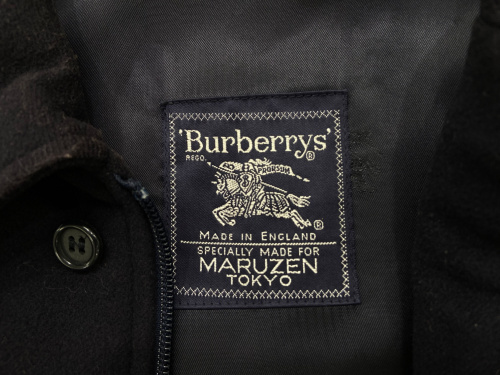 'Burberrys'®
REGD.
PRORSUM
®
MADE IN ENGLAND
SPECIALLY MADE FOR
MARUZEN
TOKYO